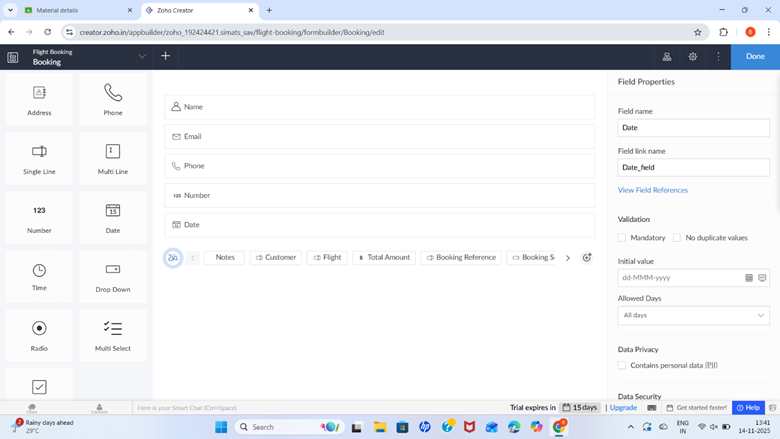 Material details
Zoho Creator
creator.zoho.in/appbuilder/zoho_192424421.simats_sav/flight-booking/formbuilder/Booking/edit
B
Flight Booking
Booking
Done
Address
Phone
Single Line
Multi Line
123
Number
15
Date
Time
Drop Down
Radio
Multi Select
Name
Email
Phone
123 Number
Date
Zia
Notes
Customer
Flight
$ Total Amount
Booking Reference
Booking S
Field Properties
Field name
Date
Field link name
Date_field
View Field References
Validation
Mandatory
No duplicate values
Initial value
dd-MMM-yyyy
Allowed Days
All days
Data Privacy
Contains personal data (PII)
Data Security
Chats
Contacts
Here is your Smart Chat (Ctrl+Space)
Trial expires in 15 days | Upgrade
Get started faster!
Help
2
Rainy days ahead
29°C
Search
hp
ENG
IN
13:41
14-11-2025